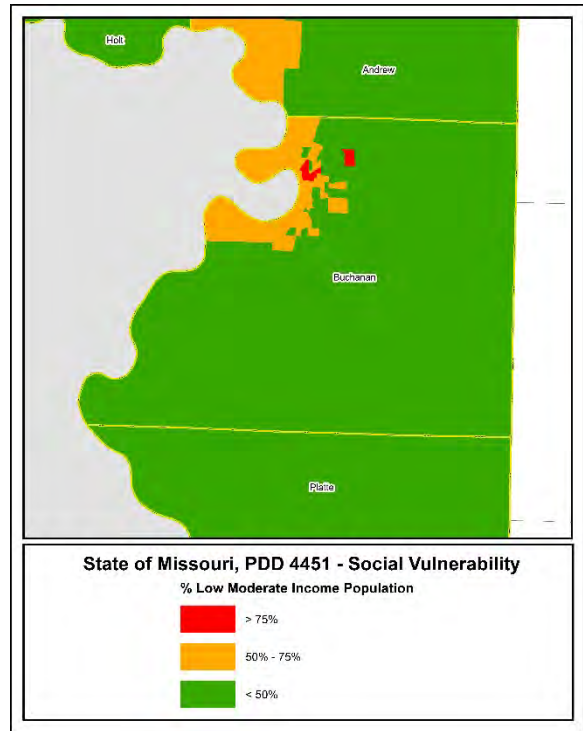 Holt
Andrew
Buchanan
Platte
State of Missouri, PDD 4451 - Social Vulnerability
% Low Moderate Income Population
> 75%
50% - 75%
< 50%